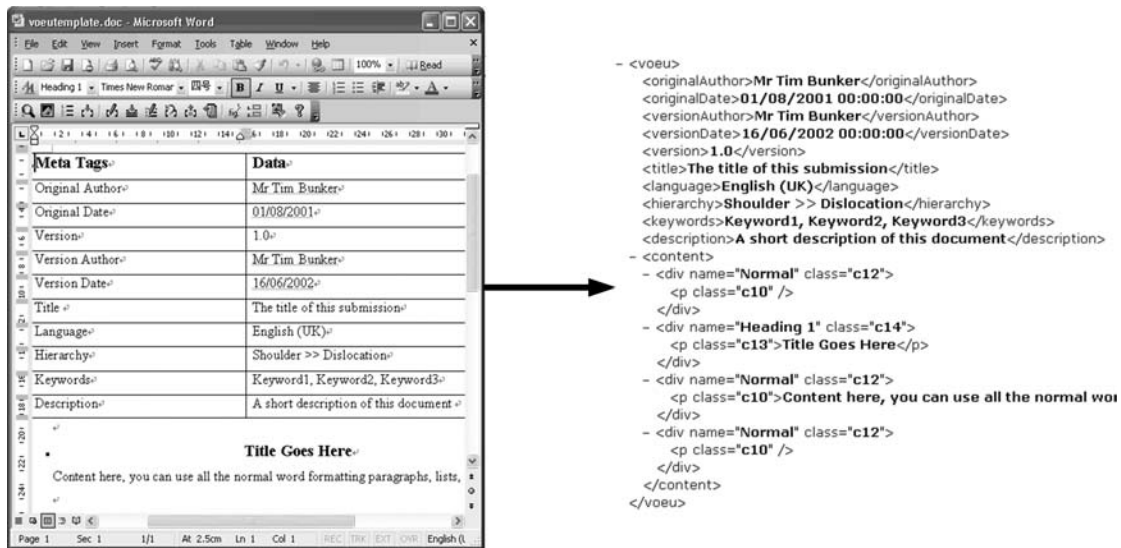 voeutemplate.doc - Microsoft Word
File Edit View Insert Format Tools Table Window Help
100% Read
Heading 1 Times New Romar 四号 B I U A
Meta Tags Data
Original Author Mr Tim Bunker
Original Date 01/08/2001
Version 1.0
Version Author Mr Tim Bunker
Version Date 16/06/2002
Title The title of this submission
Language English (UK)
Hierarchy Shoulder >> Dislocation
Keywords Keyword1, Keyword2, Keyword3
Description A short description of this document
Title Goes Here
Content here, you can use all the normal word formatting paragraphs, lists,
Page 1 Sec 1 1/1 At 2.5cm Ln 1 Col 1 REC TRK EXT OVR English (U
- <voeu>
<originalAuthor>Mr Tim Bunker</originalAuthor>
<originalDate>01/08/2001 00:00:00</originalDate>
<versionAuthor>Mr Tim Bunker</versionAuthor>
<versionDate>16/06/2002 00:00:00</versionDate>
<version>1.0</version>
<title>The title of this submission</title>
<language>English (UK)</language>
<hierarchy>Shoulder >> Dislocation</hierarchy>
<keywords>Keyword1, Keyword2, Keyword3</keywords>
<description>A short description of this document</description>
- <content>
- <div name="Normal" class="c12">
<p class="c10" />
</div>
- <div name="Heading 1" class="c14">
<p class="c13">Title Goes Here</p>
</div>
- <div name="Normal" class="c12">
<p class="c10">Content here, you can use all the normal wor
</div>
- <div name="Normal" class="c12">
<p class="c10" />
</div>
</content>
</voeu>